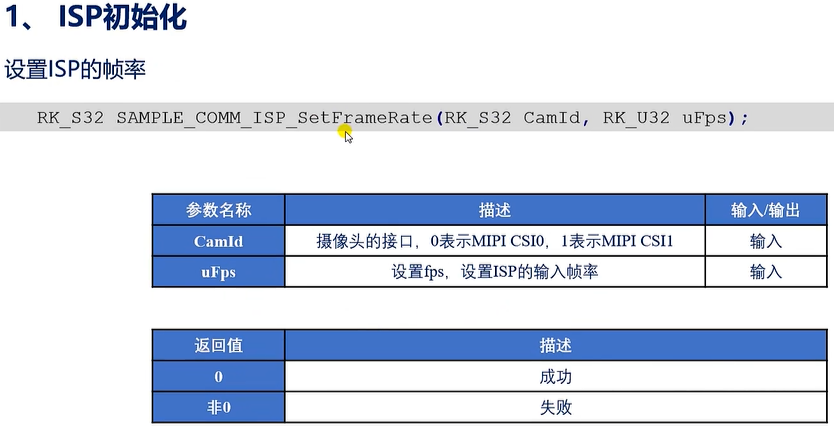 1、 ISP初始化
设置ISP的帧率
RK_S32 SAMPLE_COMM_ISP_SetFrameRate(RK_S32 CamId, RK_U32 uFps);
参数名称 描述 输入/输出
CamId 摄像头的接口，0表示MIPI CSI0，1表示MIPI CSI1 输入
uFps 设置fps，设置ISP的输入帧率 输入
返回值 描述
0 成功
非0 失败